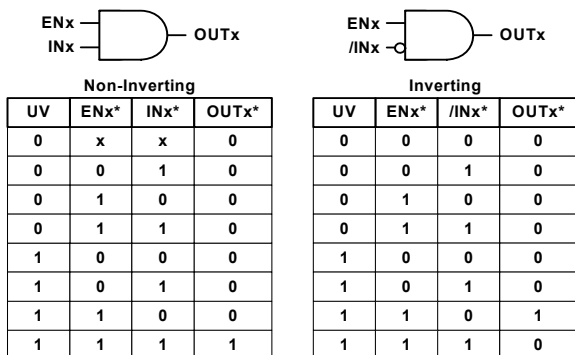 ENx
INx
OUTx
ENx
/INx
OUTx
Non-Inverting
UV ENx* INx* OUTx*
0 x x 0
0 0 1 0
0 1 0 0
0 1 1 0
1 0 0 0
1 0 1 0
1 1 0 0
1 1 1 1
Inverting
UV ENx* /INx* OUTx*
0 0 0 0
0 0 1 0
0 1 0 0
0 1 1 0
1 0 0 0
1 0 1 0
1 1 0 1
1 1 1 0